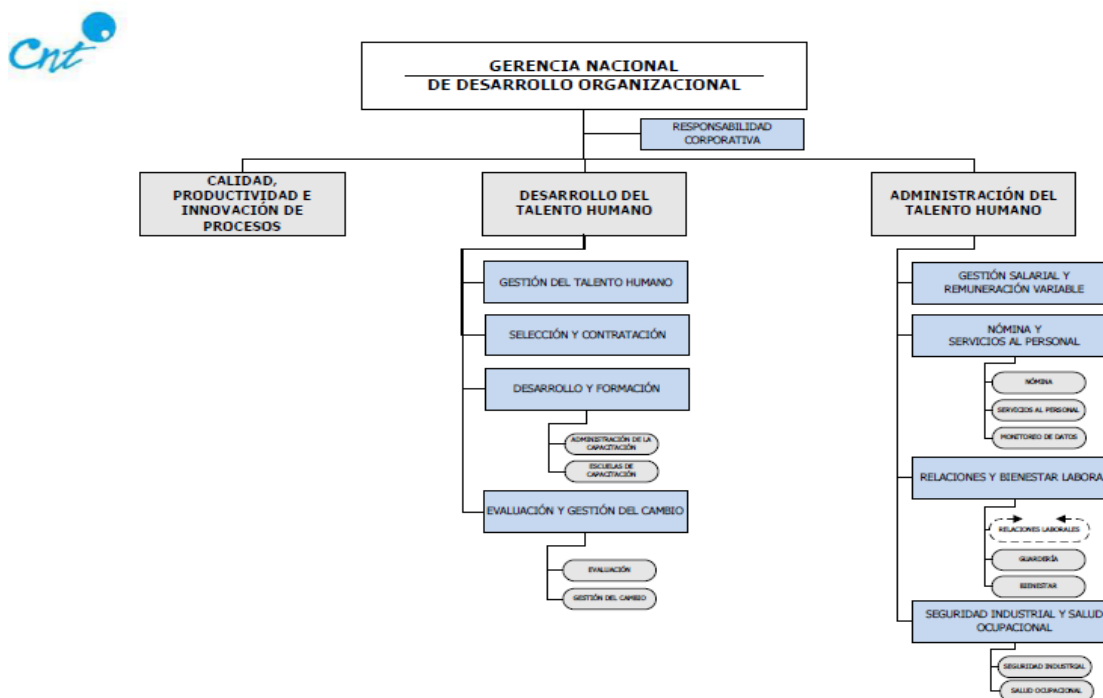 Cnt
GERENCIA NACIONAL
DE DESARROLLO ORGANIZACIONAL
RESPONSABILIDAD
CORPORATIVA
CALIDAD,
PRODUCTIVIDAD E
INNOVACIÓN DE
PROCESOS
DESARROLLO DEL
TALENTO HUMANO
GESTIÓN DEL TALENTO HUMANO
SELECCIÓN Y CONTRATACIÓN
DESARROLLO Y FORMACIÓN
ADMINISTRACIÓN DE LA
CAPACITACIÓN
ESCUELAS DE
CAPACITACIÓN
EVALUACIÓN Y GESTIÓN DEL CAMBIO
EVALUACIÓN
GESTIÓN DEL CAMBIO
ADMINISTRACIÓN DEL
TALENTO HUMANO
GESTIÓN SALARIAL Y
REMUNERACIÓN VARIABLE
NÓMINA Y
SERVICIOS AL PERSONAL
NÓMINA
SERVICIOS AL PERSONAL
MONITOREO DE DATOS
RELACIONES Y BIENESTAR LABORA
RELACIONES LABORALES
GUARDERÍA
BIENESTAR
SEGURIDAD INDUSTRIAL Y SALUD
OCUPACIONAL
SEGURIDAD INDUSTRIAL
SALUD OCUPACIONAL